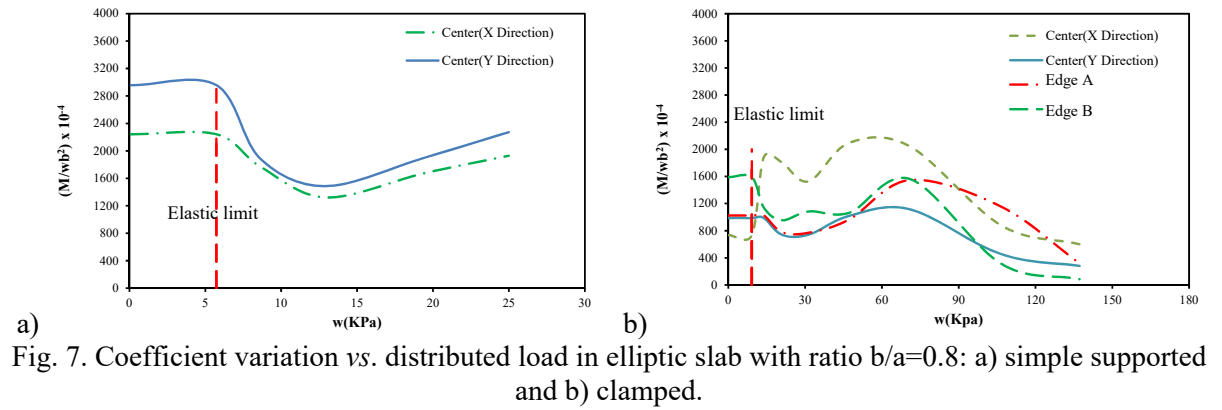 4000
3600
3200
2800
2400
2000
1600
1200
800
400
0
(M/wb²) x 10⁻⁴
Center(X Direction)
Center(Y Direction)
Elastic limit
0 5 10 15 20 25 30
w(KPa)
a)
4000
3600
3200
2800
2400
2000
1600
1200
800
400
0
(M/wb²) x 10⁻⁴
Center(X Direction)
Center(Y Direction)
Edge A
Edge B
Elastic limit
0 30 60 90 120 150 180
w(Kpa)
b)
Fig. 7. Coefficient variation vs. distributed load in elliptic slab with ratio b/a=0.8: a) simple supported
and b) clamped.